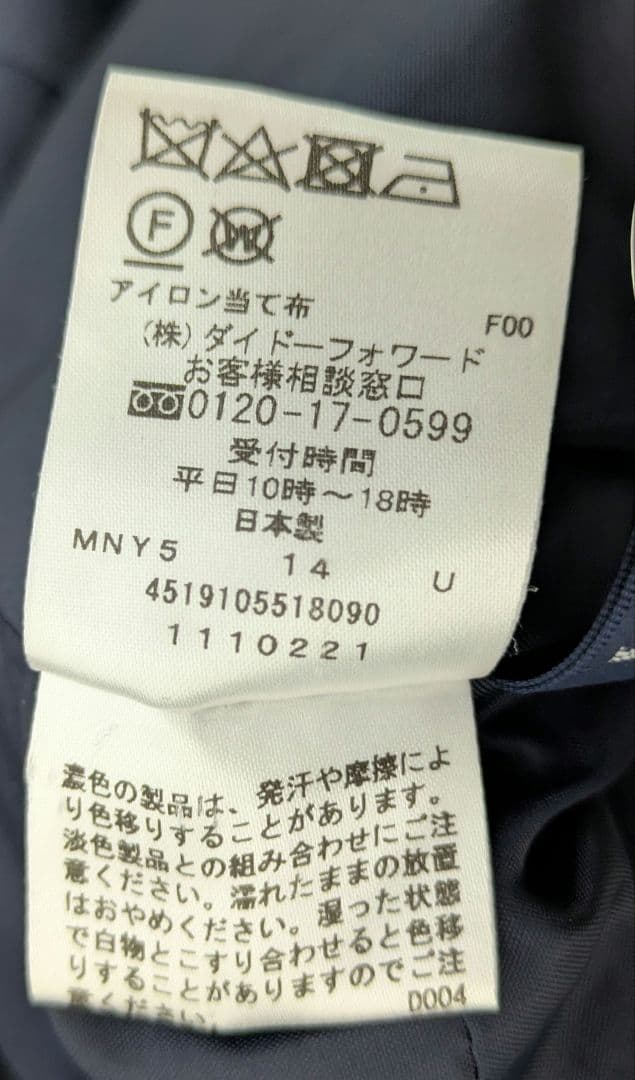 F
W
アイロン当て布
F00
(株)ダイドーフォワード
お客様相談窓口
0120-17-0599
受付時間
平日10時～18時
日本製
MNY5 14 U
4519105518090
1110221
濃色の製品は、発汗や摩擦によ
り色移りすることがあります。
淡色製品との組み合わせにご注
意ください。濡れたままの放置
はおやめください。湿った状態
で白物とこすり合わせると色移
りすることがありますのでご注
意ください。
D004